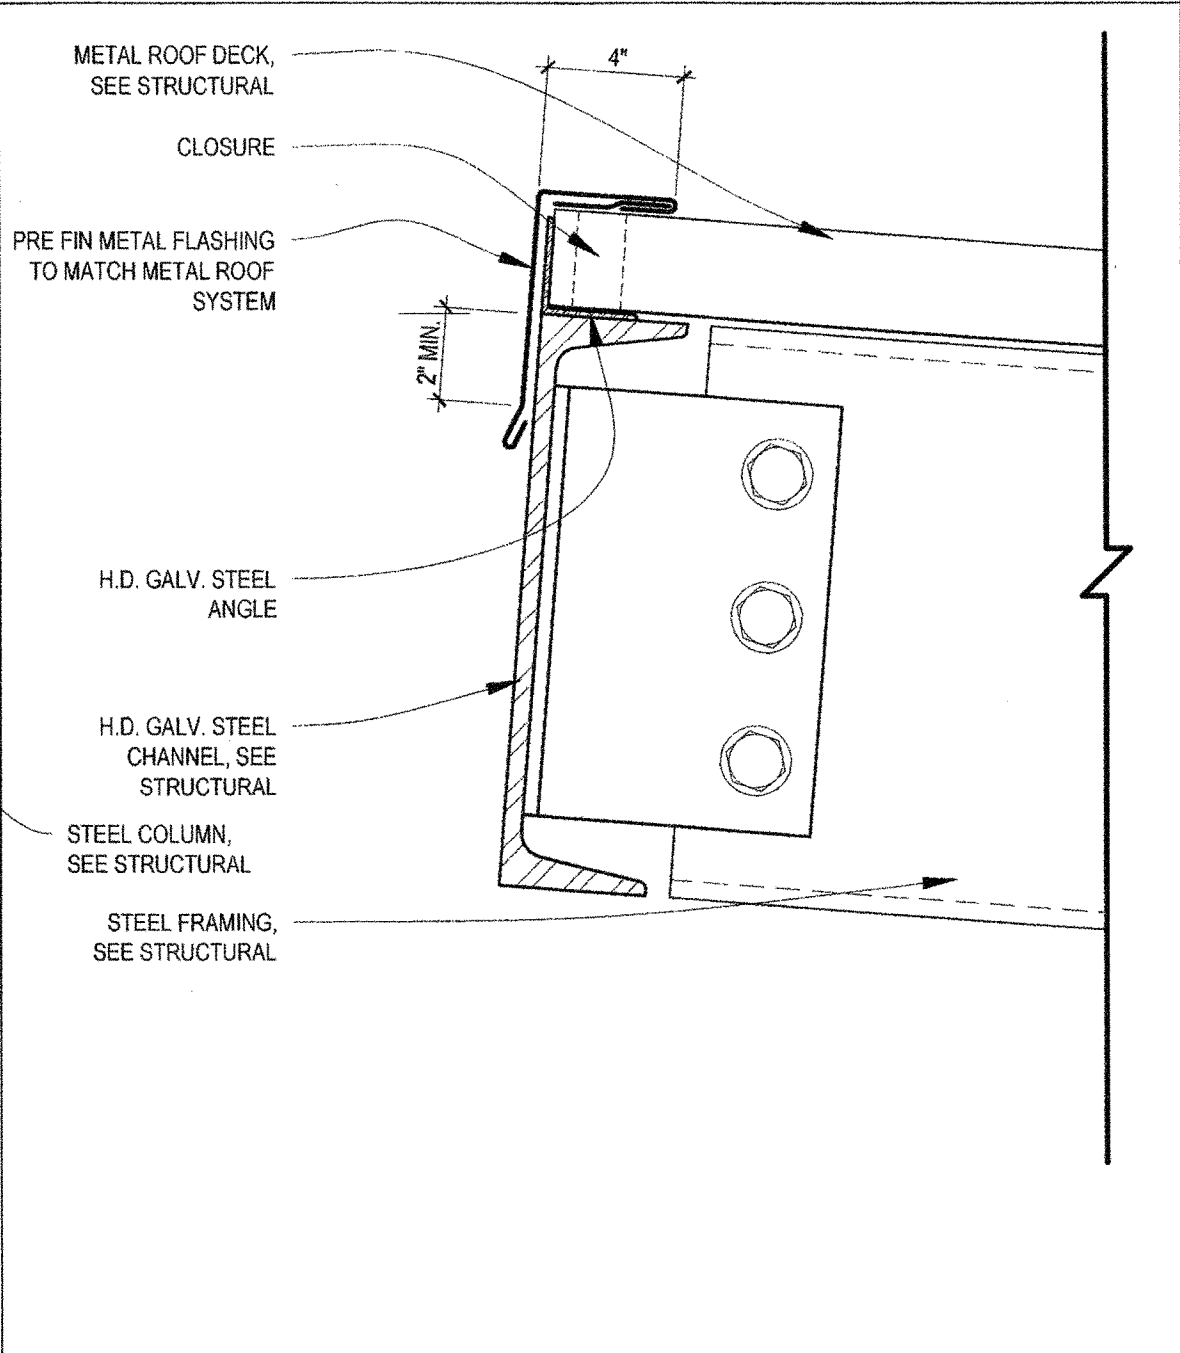 METAL ROOF DECK,
SEE STRUCTURAL
4"
CLOSURE
PRE FIN METAL FLASHING
TO MATCH METAL ROOF
SYSTEM
2" MIN.
H.D. GALV. STEEL
ANGLE
H.D. GALV. STEEL
CHANNEL, SEE
STRUCTURAL
STEEL COLUMN,
SEE STRUCTURAL
STEEL FRAMING,
SEE STRUCTURAL